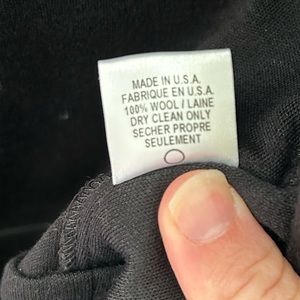 MADE IN U.S.A.
FABRIQUE EN U.S.A.
100% WOOL / LAINE
DRY CLEAN ONLY
SECHER PROPRE
SEULEMENT